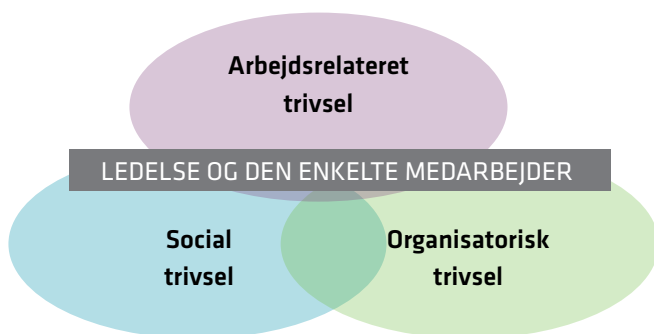 Arbejdsrelateret
trivsel
LEDELSE OG DEN ENKELTE MEDARBEJDER
Social
trivsel
Organisatorisk
trivsel